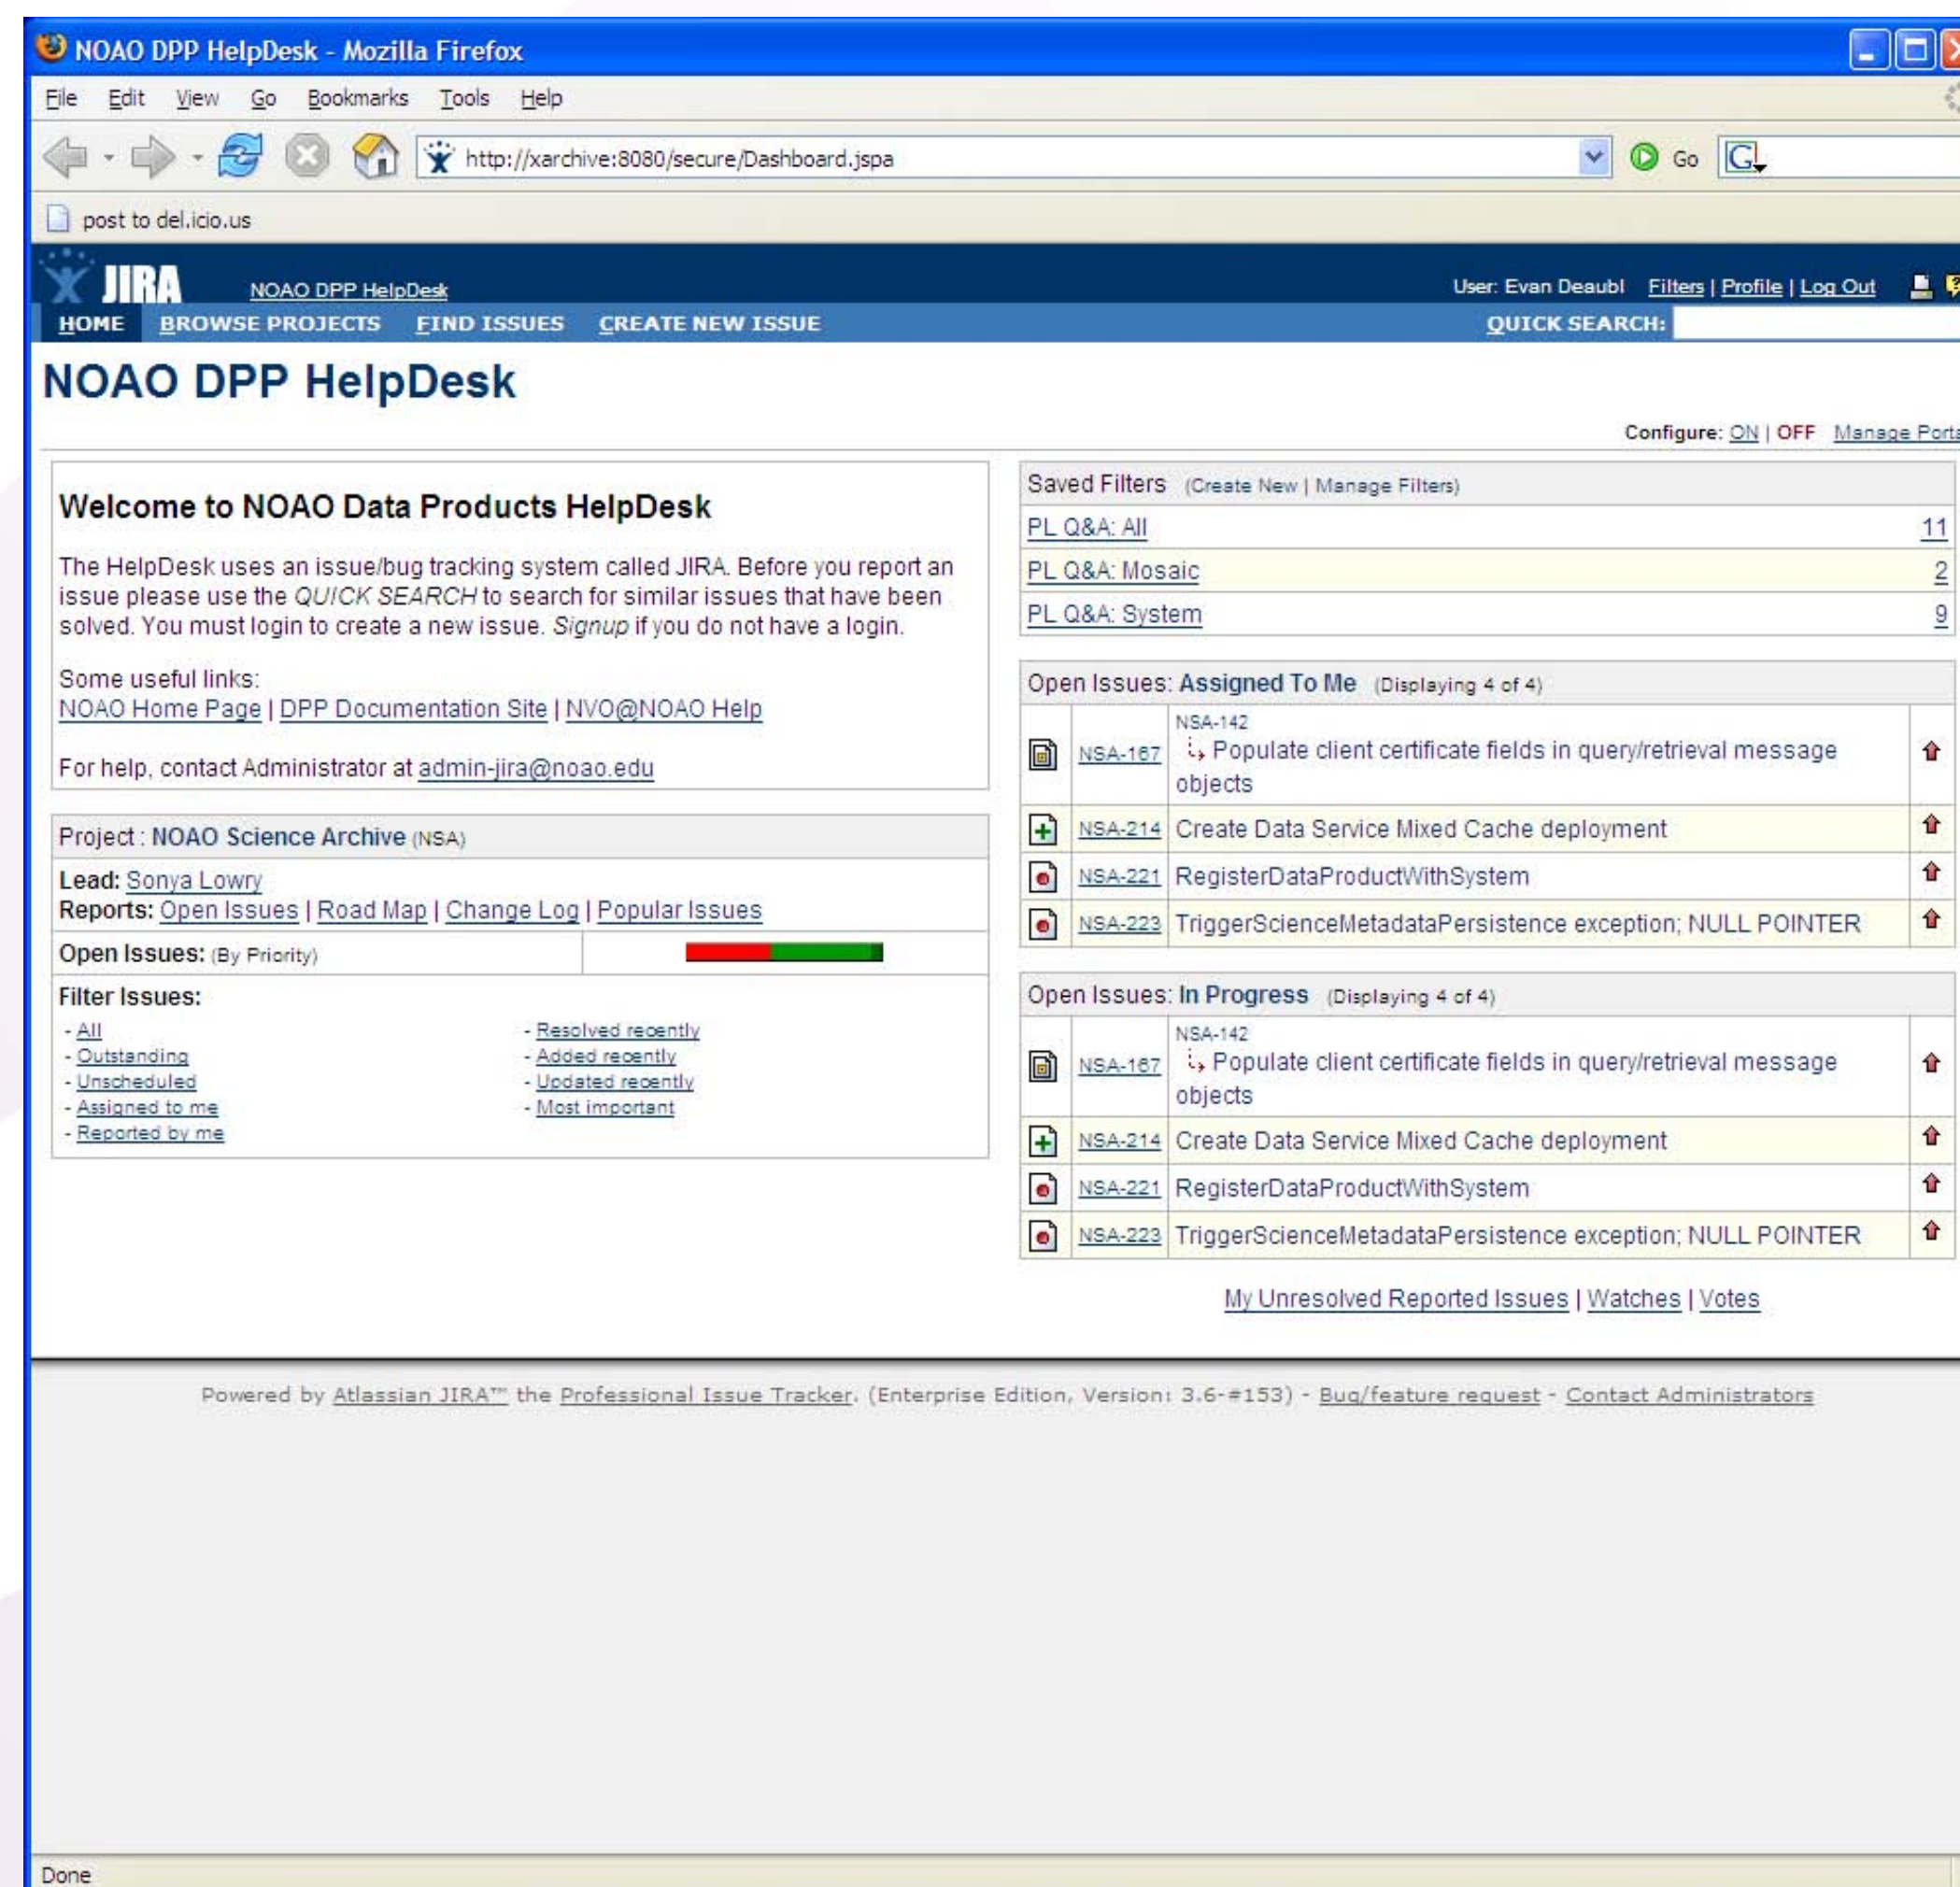 NOAO DPP HelpDesk - Mozilla Firefox
File Edit View Go Bookmarks Tools Help
http://xarchive:8080/secure/Dashboard.jspa
Go
post to del.icio.us
JIRA NOAO DPP HelpDesk
User: Evan Deaubl Filters | Profile | Log Out
HOME BROWSE PROJECTS FIND ISSUES CREATE NEW ISSUE
QUICK SEARCH:
NOAO DPP HelpDesk
Configure: ON | OFF Manage Porta
Welcome to NOAO Data Products HelpDesk
The HelpDesk uses an issue/bug tracking system called JIRA. Before you report an
issue please use the QUICK SEARCH to search for similar issues that have been
solved. You must login to create a new issue. Signup if you do not have a login.
Some useful links:
NOAO Home Page | DPP Documentation Site | NVO@NOAO Help
For help, contact Administrator at admin-jira@noao.edu
Project : NOAO Science Archive (NSA)
Lead: Sonya Lowry
Reports: Open Issues | Road Map | Change Log | Popular Issues
Open Issues: (By Priority)
Filter Issues:
- All
- Outstanding
- Unscheduled
- Assigned to me
- Reported by me
- Resolved recently
- Added recently
- Updated recently
- Most important
Saved Filters (Create New | Manage Filters)
PL Q&A: All 11
PL Q&A: Mosaic 2
PL Q&A: System 9
Open Issues: Assigned To Me (Displaying 4 of 4)
NSA-142
NSA-167 Populate client certificate fields in query/retrieval message
objects
NSA-214 Create Data Service Mixed Cache deployment
NSA-221 RegisterDataProductWithSystem
NSA-223 TriggerScienceMetadataPersistence exception; NULL POINTER
Open Issues: In Progress (Displaying 4 of 4)
NSA-142
NSA-167 Populate client certificate fields in query/retrieval message
objects
NSA-214 Create Data Service Mixed Cache deployment
NSA-221 RegisterDataProductWithSystem
NSA-223 TriggerScienceMetadataPersistence exception; NULL POINTER
My Unresolved Reported Issues | Watches | Votes
Powered by Atlassian JIRA™ the Professional Issue Tracker. (Enterprise Edition, Version: 3.6-#153) - Bug/feature request - Contact Administrators
Done